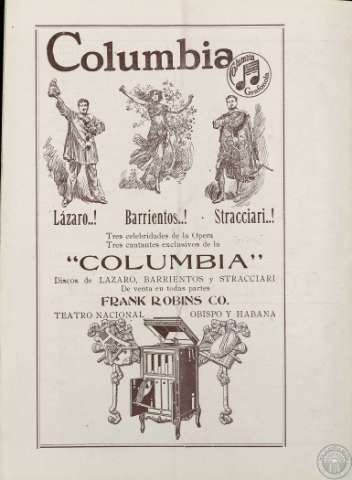 Columbia
Columbia
Grafonola
Lázaro..! Barrientos..! · Stracciari..!
Tres celebridades de la Opera
Tres cantantes exclusivos de la
"COLUMBIA"
Discos de LAZARO, BARRIENTOS y STRACCIARI
De venta en todas partes
FRANK ROBINS CO.
TEATRO NACIONAL OBISPO Y HABANA